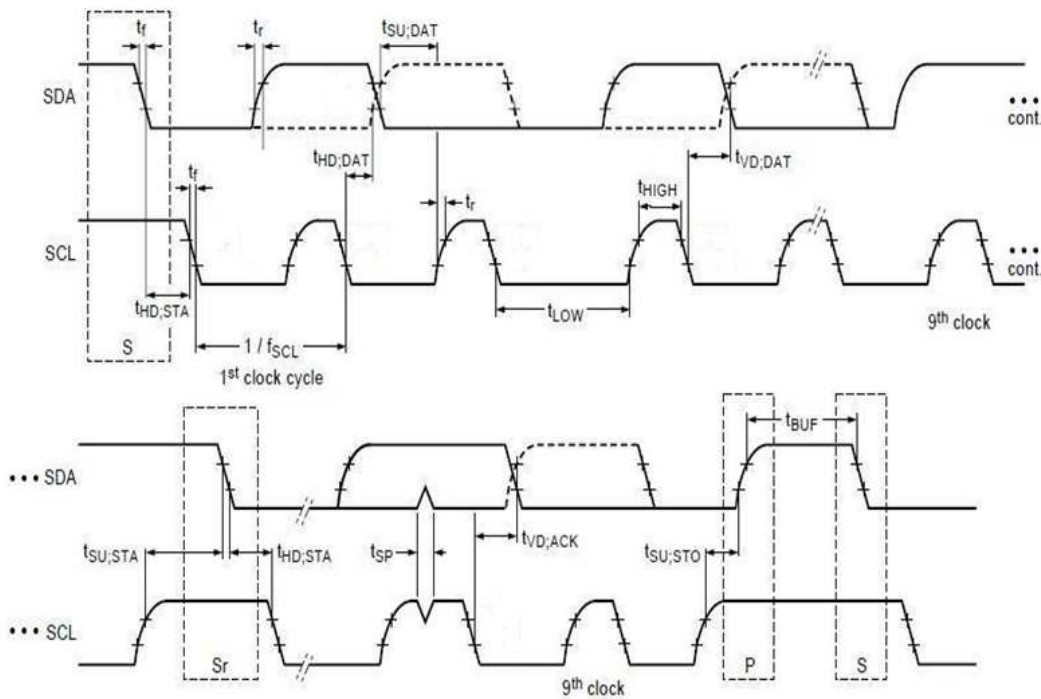 tf
tr
tSU;DAT
SDA
••• cont.
tHD;DAT
tVD;DAT
tf
tr
tHIGH
SCL
••• cont.
tHD;STA
tLOW
9th clock
S
1 / fSCL
1st clock cycle
tBUF
••• SDA
tSU;STA
tHD;STA
tSP
tVD;ACK
tSU;STO
••• SCL
Sr
P
S
9th clock